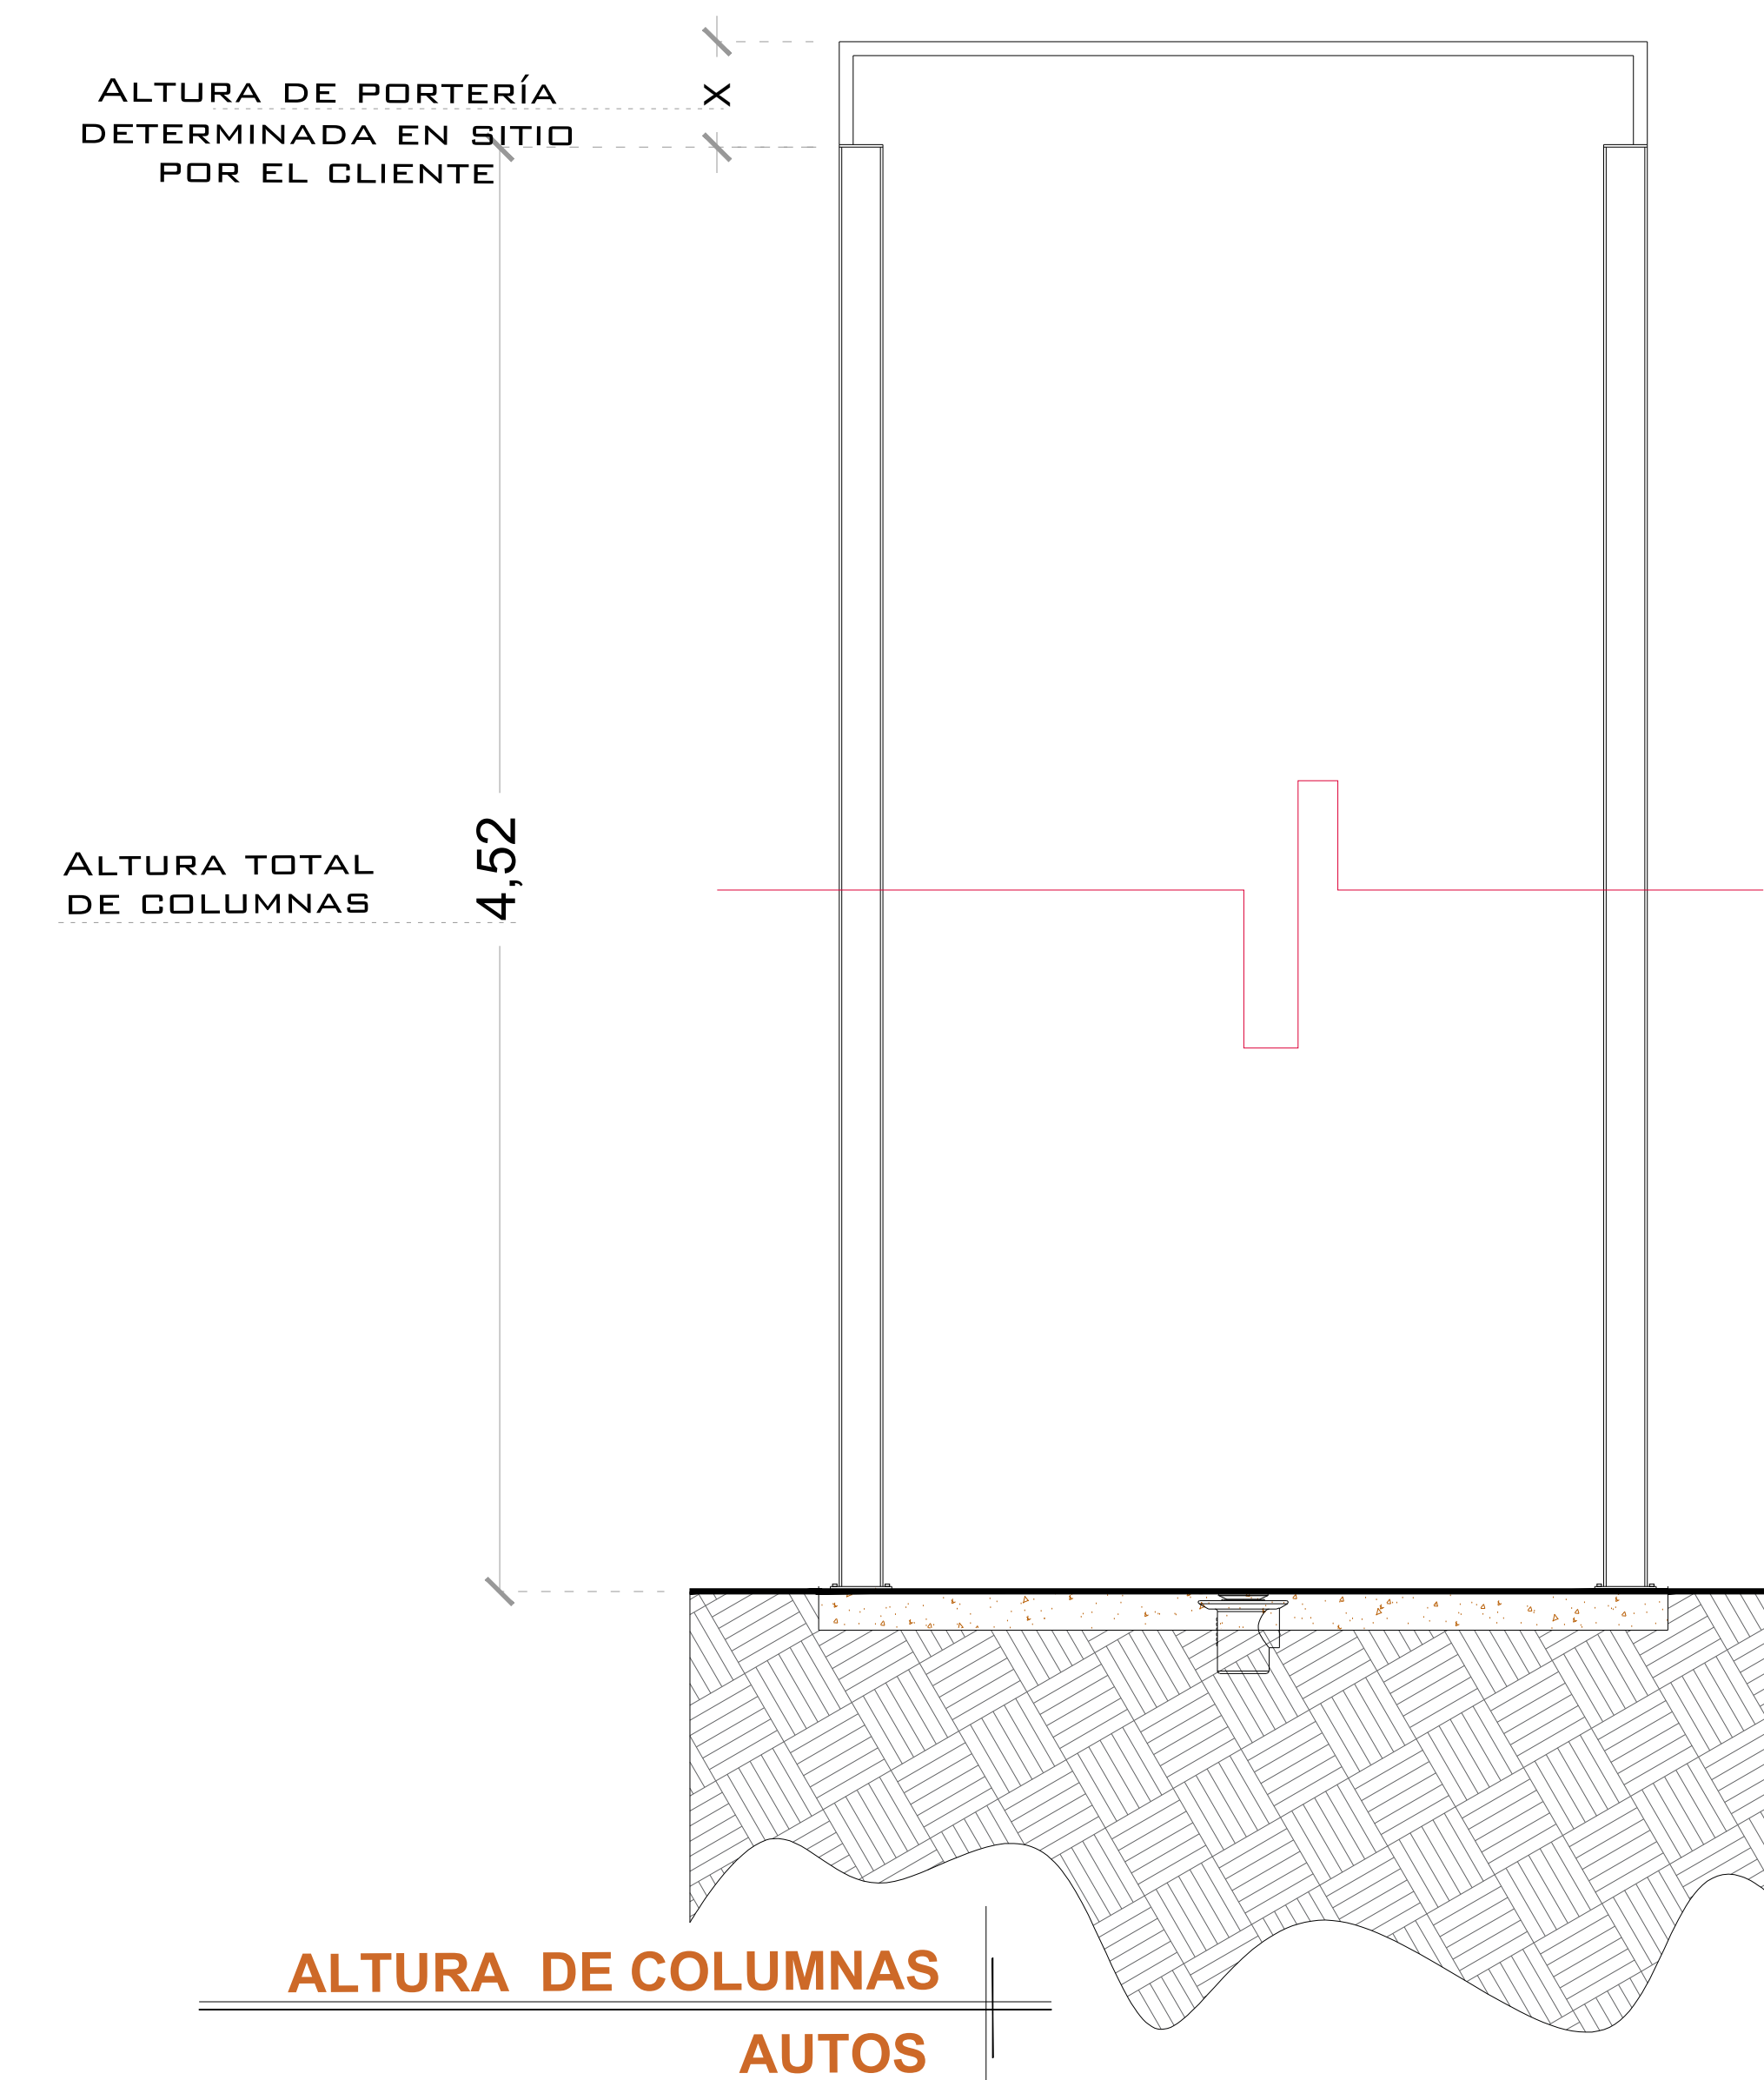 Altura de portería
determinada en sitio
por el cliente
x
Altura total
de columnas
4,52
ALTURA DE COLUMNAS
AUTOS